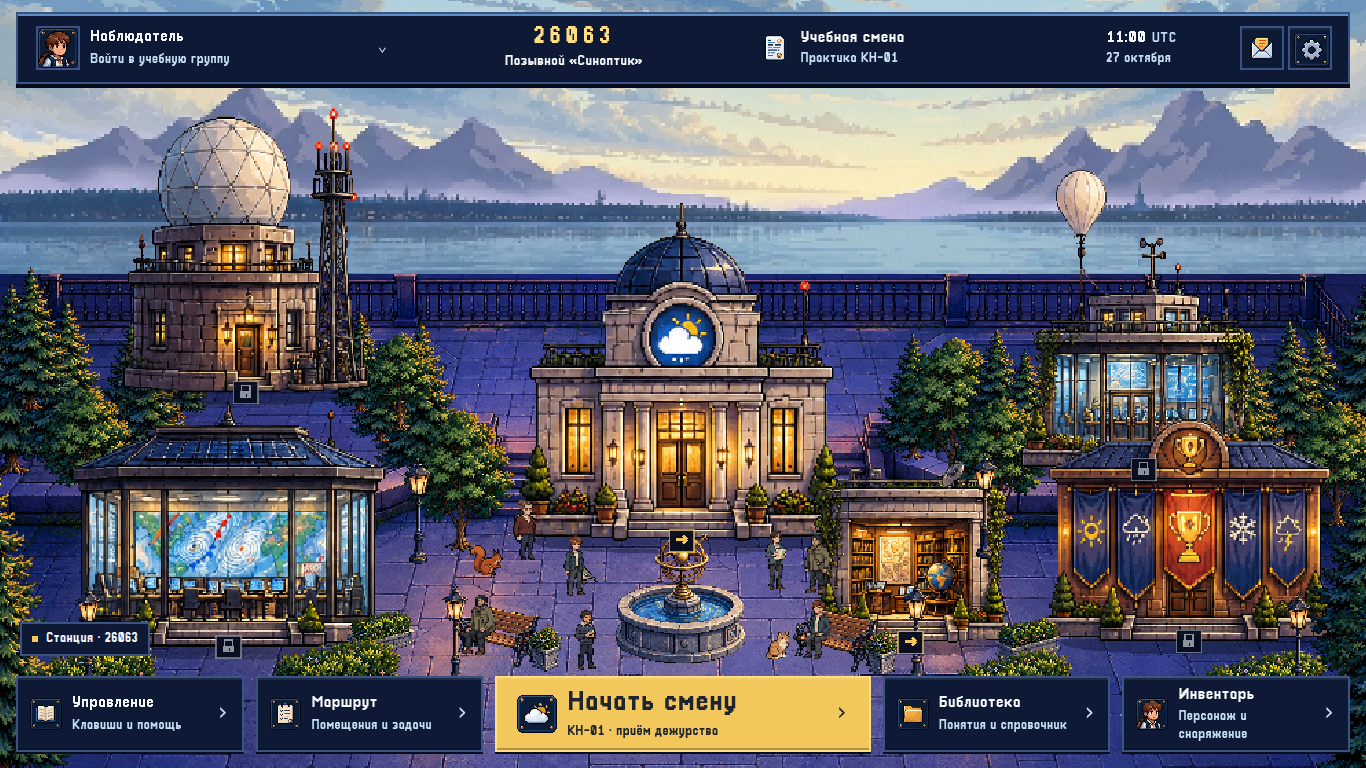 Наблюдатель
Войти в учебную группу
26063
Позывной «Синоптик»
Учебная смена
Практика КН-01
11:00 UTC
27 октября
Станция · 26063
Управление
Клавиши и помощь
Маршрут
Помещения и задачи
Начать смену
КН-01 · приём дежурства
Библиотека
Понятия и справочник
Инвентарь
Персонаж и
снаряжение